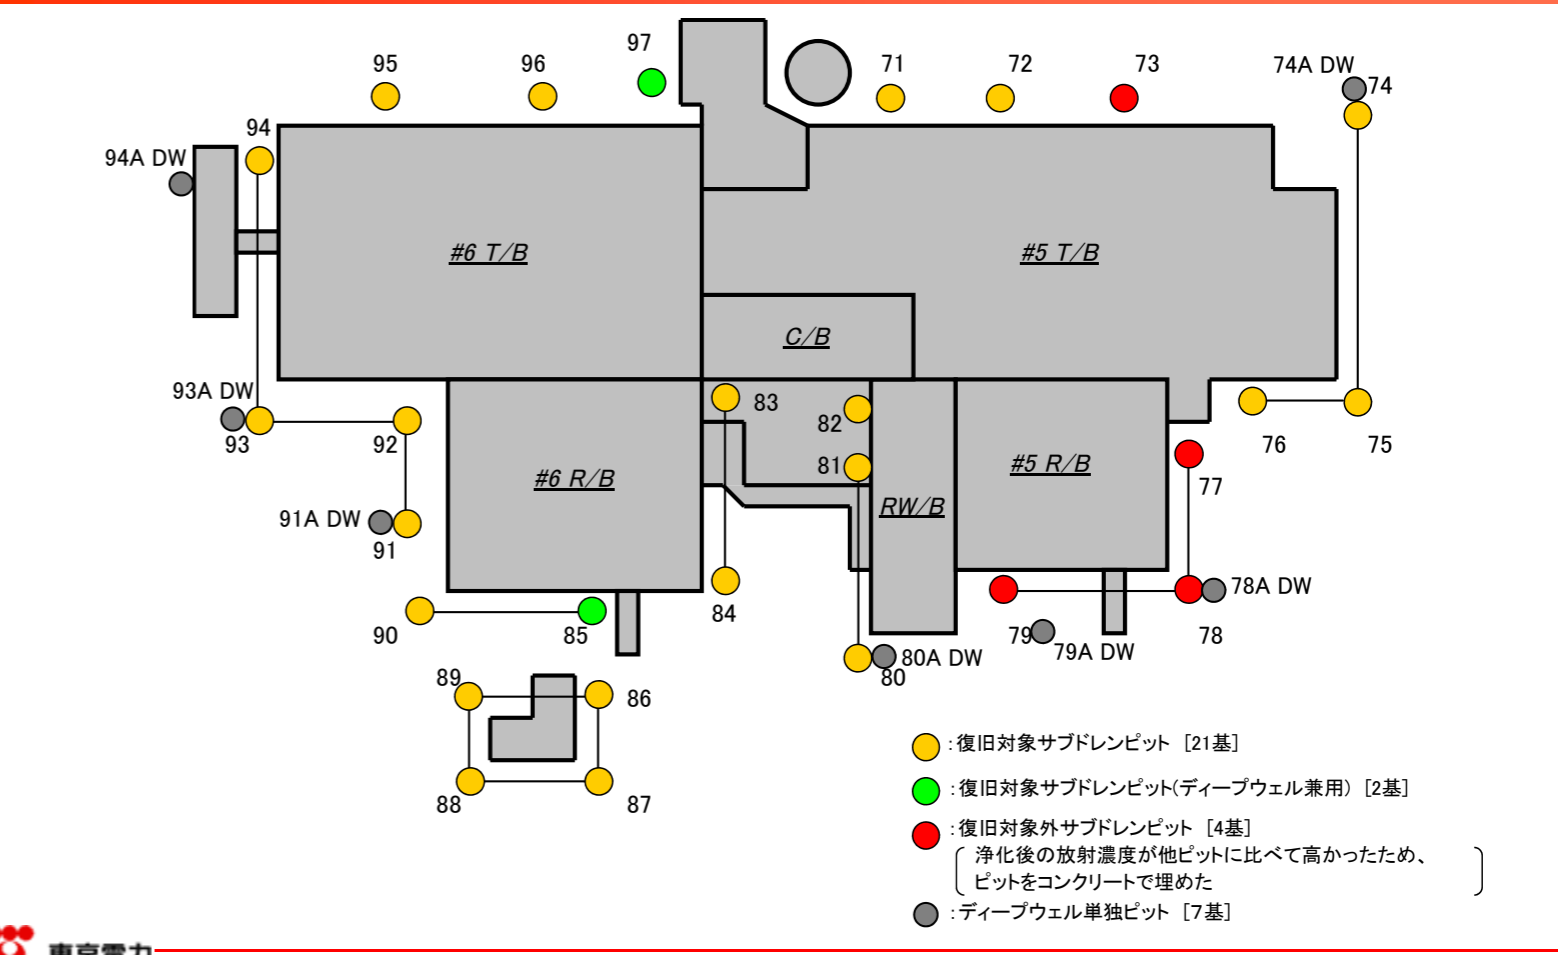 97
95
96
71
72
73
74A DW
74
94
94A DW
#6 T/B
#5 T/B
C/B
93A DW
93
92
83
82
81
76
75
#6 R/B
#5 R/B
RW/B
77
91A DW
91
84
78A DW
90
85
79
78
79A DW
80A DW
80
89
86
88
87
:復旧対象サブドレンピット [21基]
:復旧対象サブドレンピット(ディープウェル兼用) [2基]
:復旧対象外サブドレンピット [4基]
浄化後の放射濃度が他ピットに比べて高かったため、
ピットをコンクリートで埋めた
:ディープウェル単独ピット [7基]
東京電力